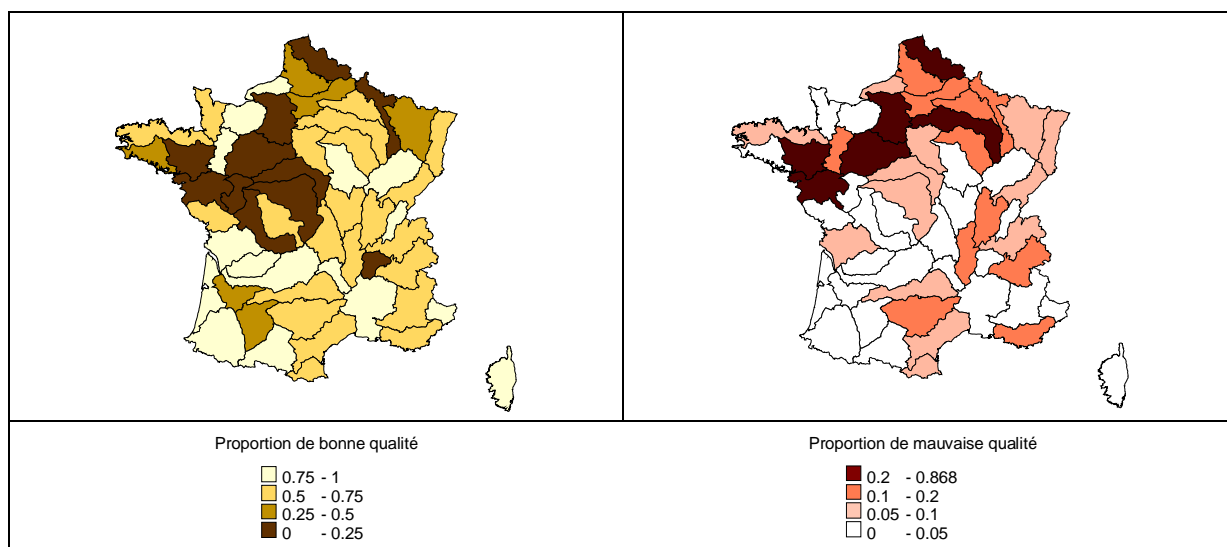 Proportion de bonne qualité
0.75 - 1
0.5 - 0.75
0.25 - 0.5
0 - 0.25
Proportion de mauvaise qualité
0.2 - 0.868
0.1 - 0.2
0.05 - 0.1
0 - 0.05